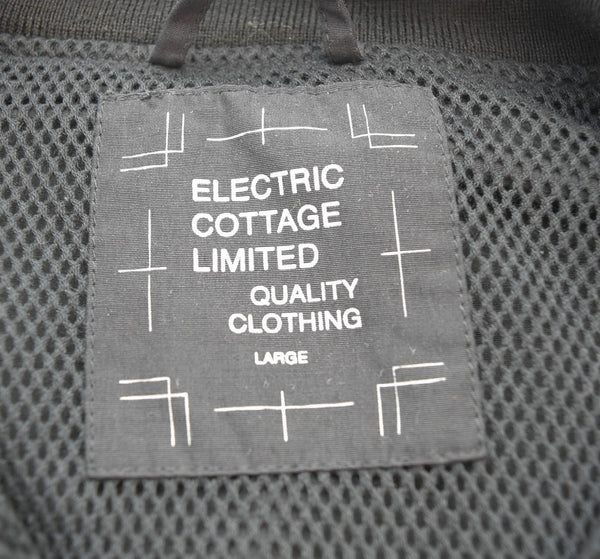 ELECTRIC
COTTAGE
LIMITED
QUALITY
CLOTHING
LARGE